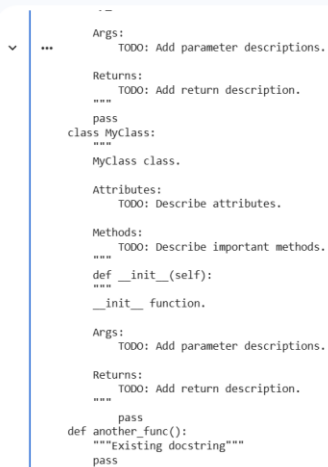 Args:
    TODO: Add parameter descriptions.
Returns:
    TODO: Add return description.
"""
pass
class MyClass:
"""
MyClass class.
Attributes:
    TODO: Describe attributes.
Methods:
    TODO: Describe important methods.
"""
def __init__(self):
"""
__init__ function.
Args:
    TODO: Add parameter descriptions.
Returns:
    TODO: Add return description.
"""
    pass
def another_func():
    """Existing docstring"""
    pass